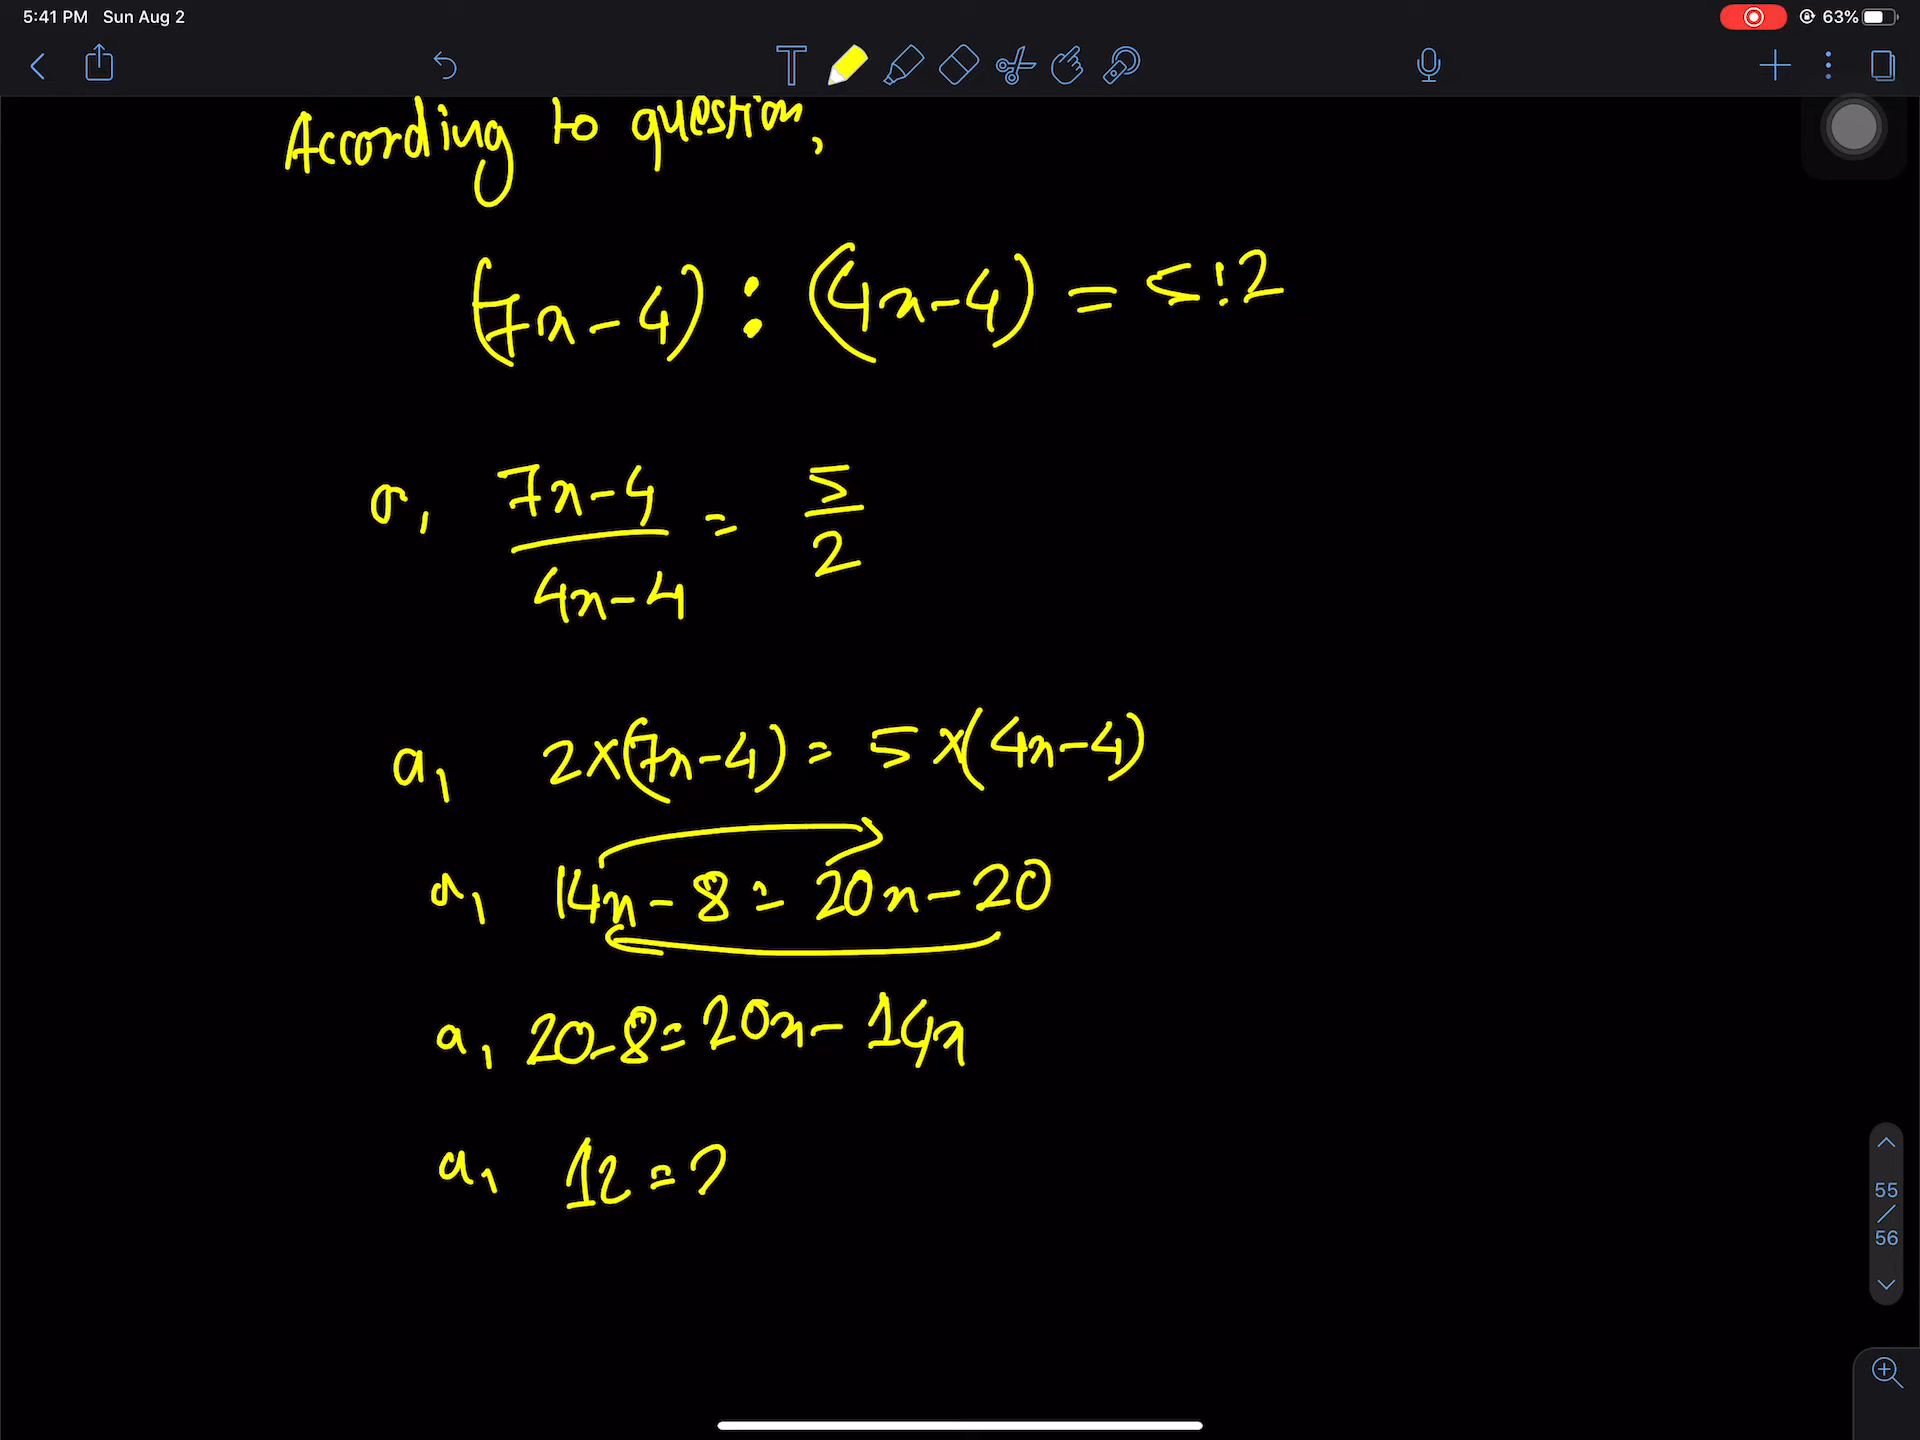 5:41 PM Sun Aug 2 63%
According to question,
(7x-4) : (4x-4) = 5:2
or, 7x-4 / 4x-4 = 5/2
or, 2×(7x-4) = 5×(4x-4)
or, 14x-8 = 20x-20
or, 20-8 = 20x-14x
or, 12 = 2
55
/
56